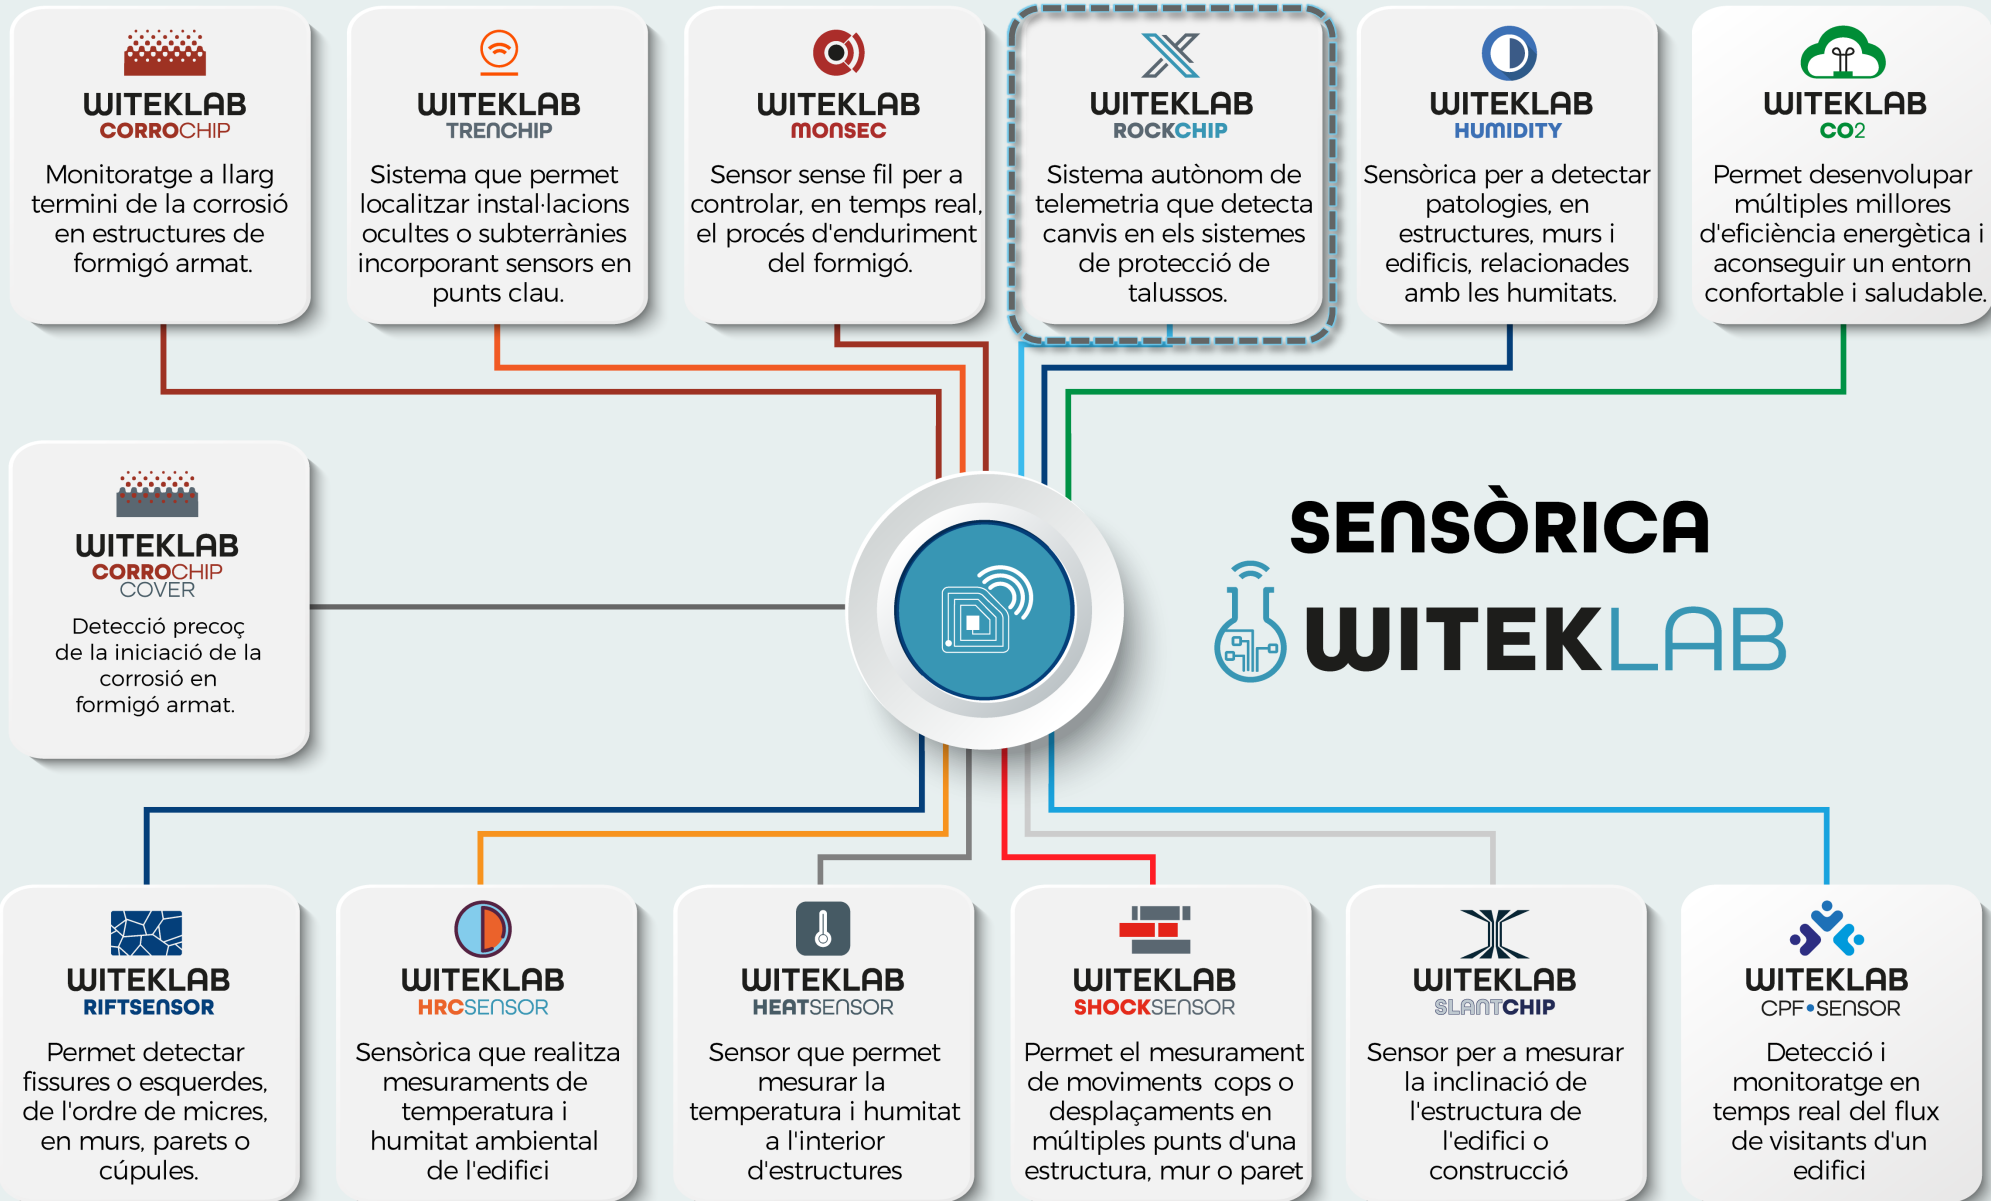 WITEKLAB
CORROCHIP
Monitoratge a llarg
termini de la corrosió
en estructures de
formigó armat.
WITEKLAB
TRENCHIP
Sistema que permet
localitzar instal·lacions
ocultes o subterrànies
incorporant sensors en
punts clau.
WITEKLAB
MONSEC
Sensor sense fil per a
controlar, en temps real,
el procés d'enduriment
del formigó.
WITEKLAB
ROCKCHIP
Sistema autònom de
telemetria que detecta
canvis en els sistemes
de protecció de
talussos.
WITEKLAB
HUMIDITY
Sensòrica per a detectar
patologies, en
estructures, murs i
edificis, relacionades
amb les humitats.
WITEKLAB
CO2
Permet desenvolupar
múltiples millores
d'eficiència energètica i
aconseguir un entorn
confortable i saludable.
WITEKLAB
CORROCHIP
COVER
Detecció precoç
de la iniciació de la
corrosió en
formigó armat.
SENSÒRICA
WITEKLAB
WITEKLAB
RIFTSENSOR
Permet detectar
fissures o esquerdes,
de l'ordre de micres,
en murs, parets o
cúpules.
WITEKLAB
HRCSENSOR
Sensòrica que realitza
mesuraments de
temperatura i
humitat ambiental
de l'edifici
WITEKLAB
HEATSENSOR
Sensor que permet
mesurar la
temperatura i humitat
a l'interior
d'estructures
WITEKLAB
SHOCKSENSOR
Permet el mesurament
de moviments cops o
desplaçaments en
múltiples punts d'una
estructura, mur o paret
WITEKLAB
SLANTCHIP
Sensor per a mesurar
la inclinació de
l'estructura de
l'edifici o
construcció
WITEKLAB
CPF•SENSOR
Detecció i
monitoratge en
temps real del flux
de visitants d'un
edifici